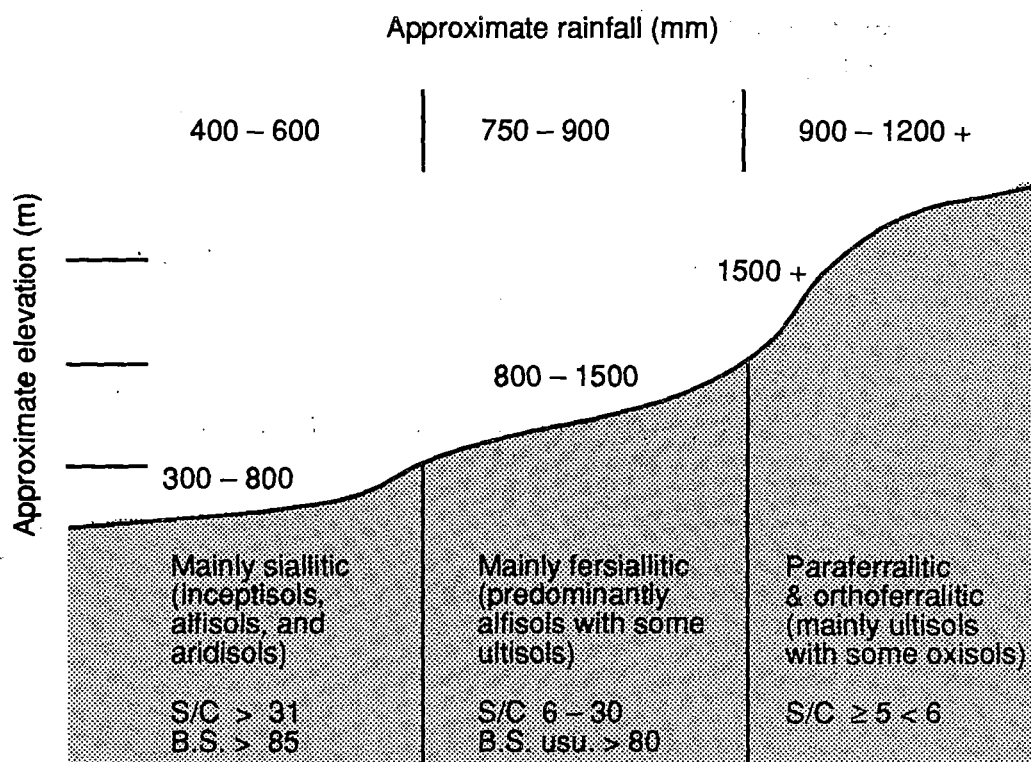 Approximate rainfall (mm)
400 – 600
750 – 900
900 – 1200 +
Approximate elevation (m)
1500 +
800 – 1500
300 – 800
Mainly siallitic
(inceptisols,
alfisols, and
aridisols)
S/C > 31
B.S. > 85
Mainly fersiallitic
(predominantly
alfisols with some
ultisols)
S/C 6 – 30
B.S. usu. > 80
Paraferralitic
& orthoferralitic
(mainly ultisols
with some oxisols)
S/C ≥ 5 < 6